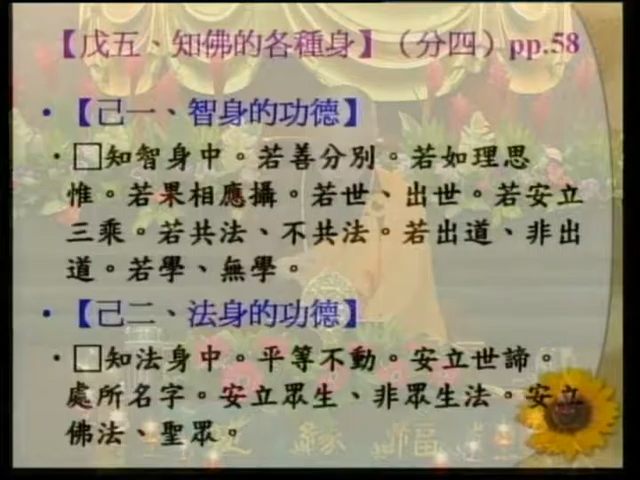 【戊五、知佛的各種身】（分四）pp.58
•【己一、智身的功德】
•□知智身中。若善分別。若如理思
惟。若果相應攝。若世、出世。若安立
三乘。若共法、不共法。若出道、非出
道。若學、無學。
•【己二、法身的功德】
•□知法身中。平等不動。安立世諦。
處所名字。安立眾生、非眾生法。安立
佛法、聖眾。
緣 福